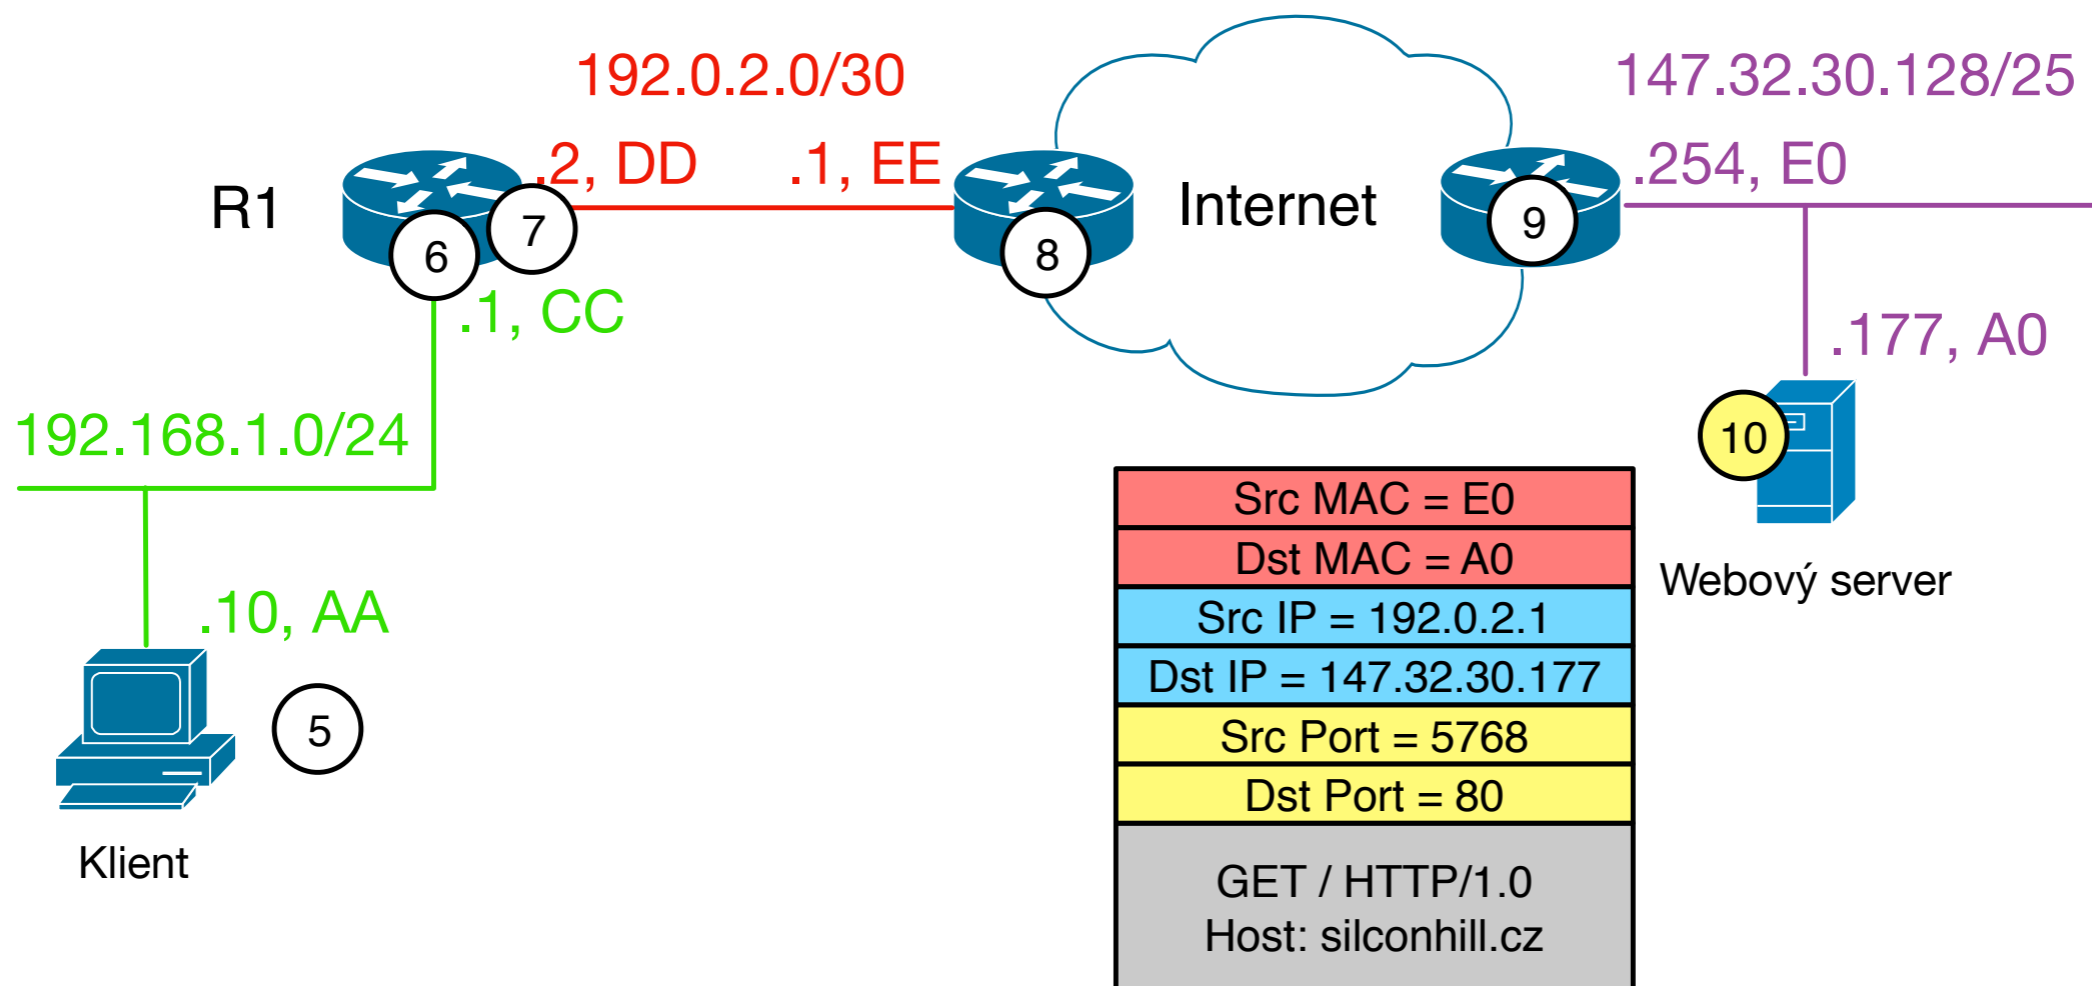 192.0.2.0/30
147.32.30.128/25
.2, DD
.1, EE
.254, E0
R1
Internet
6
7
8
9
.1, CC
.177, A0
192.168.1.0/24
10
Src MAC = E0
Dst MAC = A0
Webový server
Src IP = 192.0.2.1
.10, AA
Dst IP = 147.32.30.177
5
Src Port = 5768
Dst Port = 80
Klient
GET / HTTP/1.0
Host: silconhill.cz